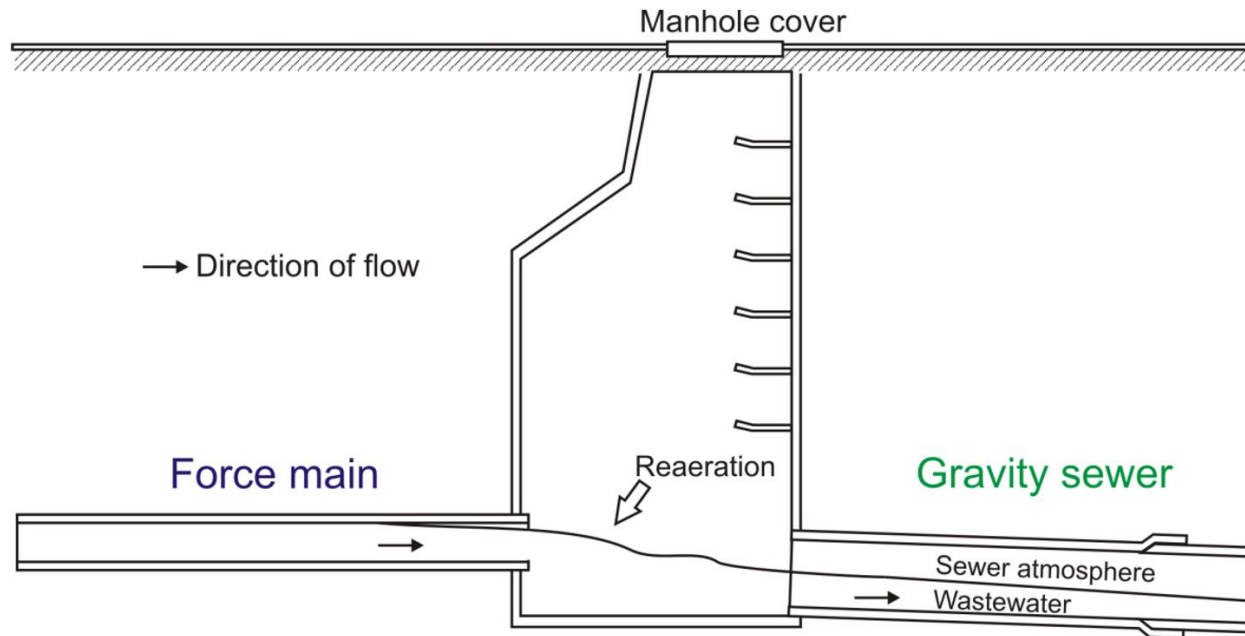 Manhole cover
Direction of flow
Force main
Reaeration
Gravity sewer
Sewer atmosphere
Wastewater